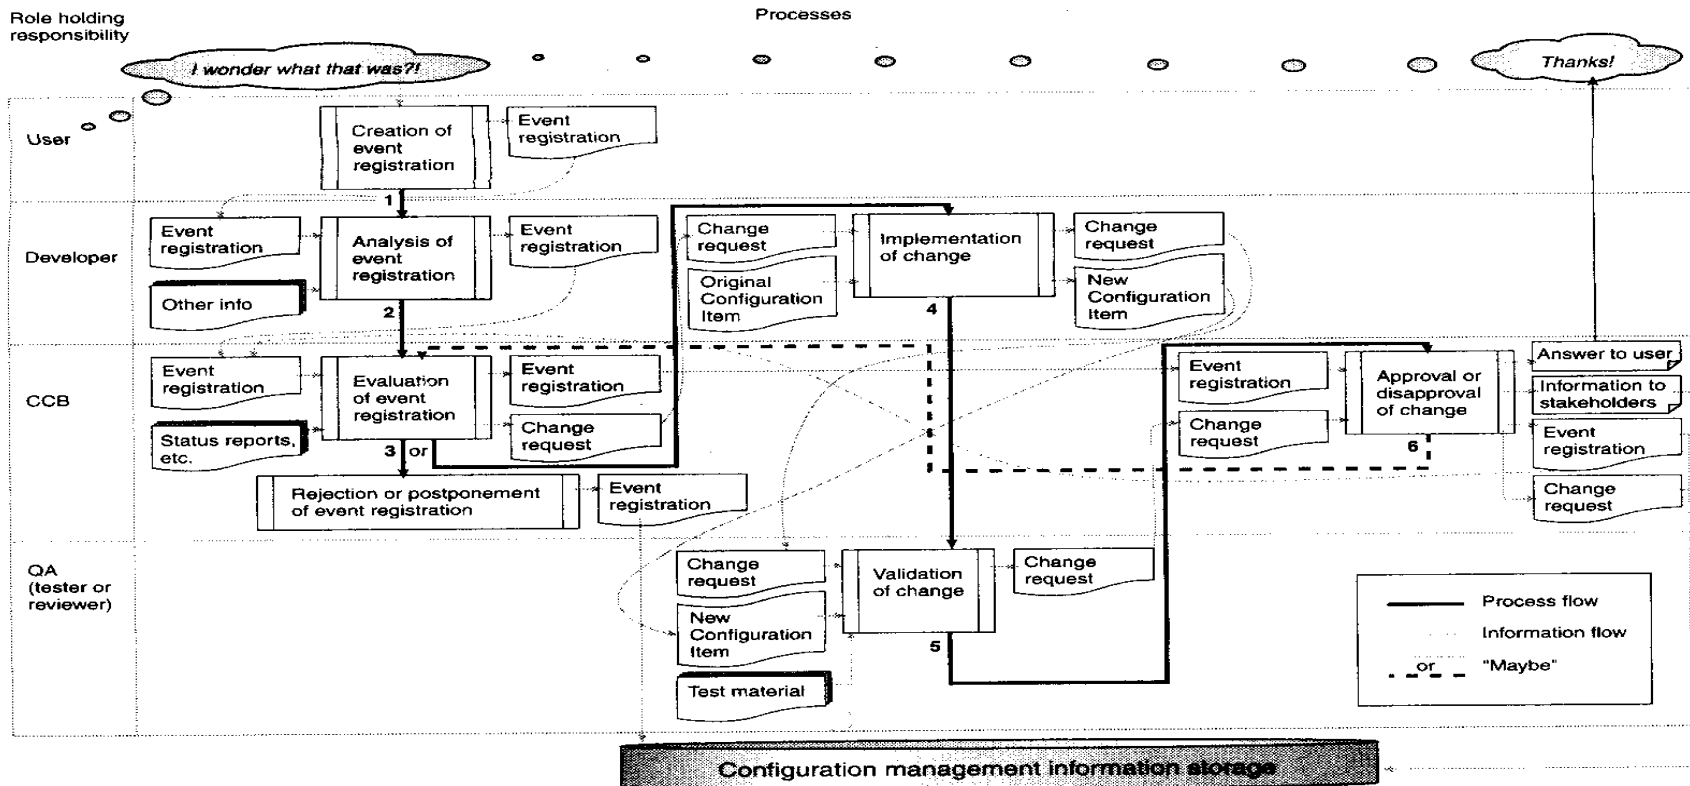 Role holding
responsibility
Processes
I wonder what that was?!
Thanks!
User
Creation of
event
registration
Event
registration
1
Developer
Event
registration
Other info
Analysis of
event
registration
Event
registration
2
Change
request
Original
Configuration
Item
Implementation
of change
Change
request
New
Configuration
Item
4
CCB
Event
registration
Status reports,
etc.
Evaluation
of event
registration
Event
registration
Change
request
3 or
Rejection or postponement
of event registration
Event
registration
Event
registration
Change
request
Approval or
disapproval
of change
6
Answer to user
Information to
stakeholders
Event
registration
Change
request
QA
(tester or
reviewer)
Change
request
New
Configuration
Item
Test material
Validation
of change
Change
request
5
Process flow
Information flow
or "Maybe"
Configuration management information storage